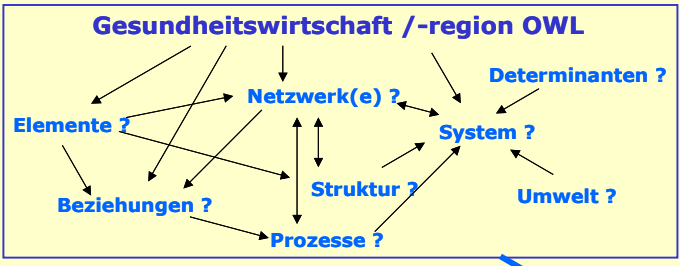 Gesundheitswirtschaft /-region OWL
Determinanten ?
Netzwerk(e) ?
Elemente ?
System ?
Struktur ?
Umwelt ?
Beziehungen ?
Prozesse ?